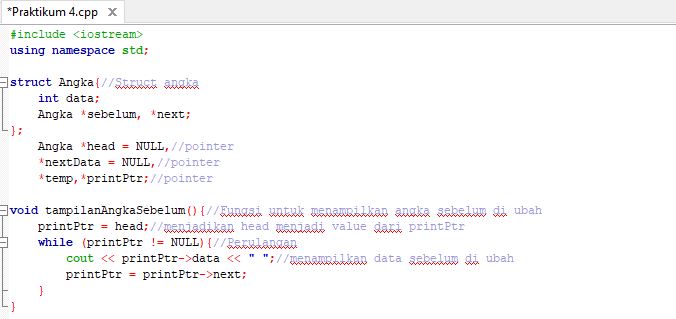 *Praktikum 4.cpp X
#include <iostream>
using namespace std;
struct Angka{//Struct angka
int data;
Angka *sebelum, *next;
};
Angka *head = NULL,//pointer
*nextData = NULL,//pointer
*temp,*printPtr;//pointer
void tampilanAngkaSebelum(){//Fungsi untuk menampilkan angka sebelum di ubah
printPtr = head;//menjadikan head menjadi value dari printPtr
while (printPtr != NULL){//Perulangan
cout << printPtr->data << " ";//menampilkan data sebelum di ubah
printPtr = printPtr->next;
}
}